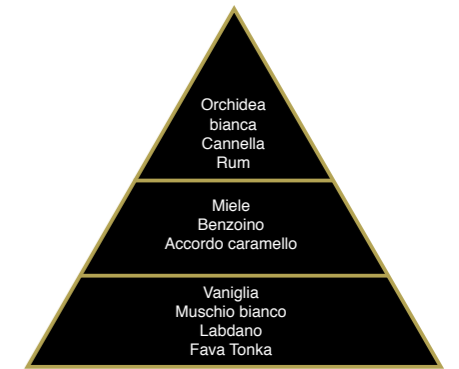 Orchidea
bianca
Cannella
Rum
Miele
Benzoino
Accordo caramello
Vaniglia
Muschio bianco
Labdano
Fava Tonka